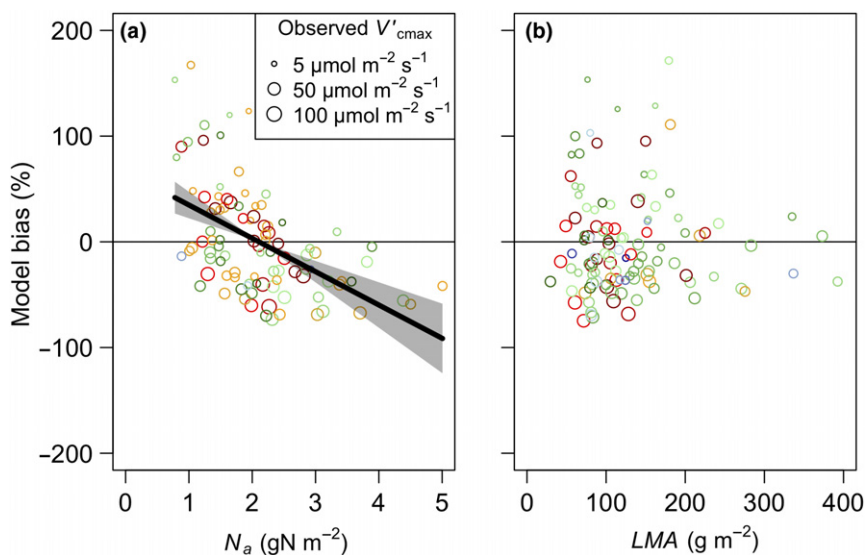 (a)
Observed V′cmax
5 μmol m−2 s−1
50 μmol m−2 s−1
100 μmol m−2 s−1
(b)
Model bias (%)
200
100
0
−100
−200
0 1 2 3 4 5
Na (gN m−2)
0 100 200 300 400
LMA (g m−2)